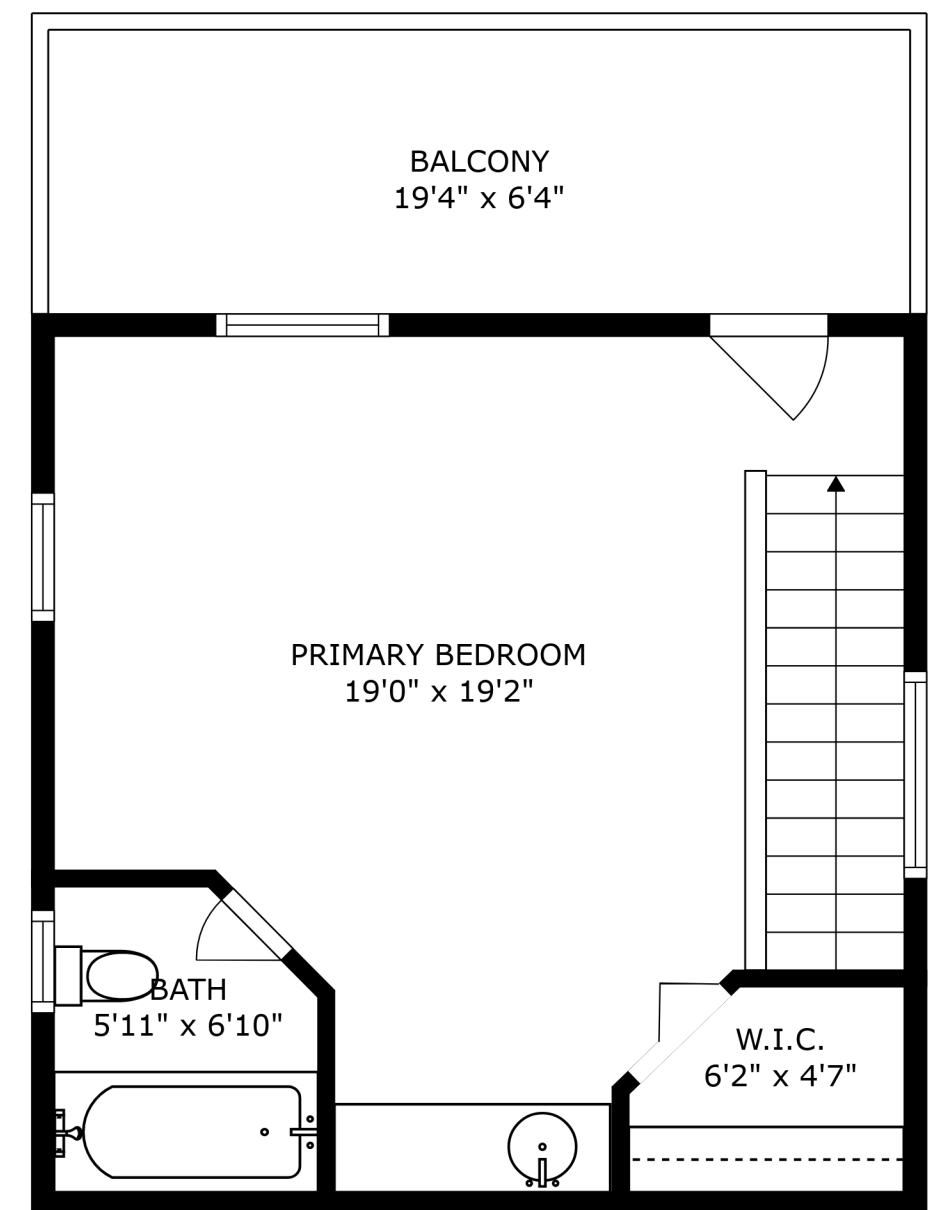 BALCONY
19'4" x 6'4"
PRIMARY BEDROOM
19'0" x 19'2"
BATH
5'11" x 6'10"
W.I.C.
6'2" x 4'7"